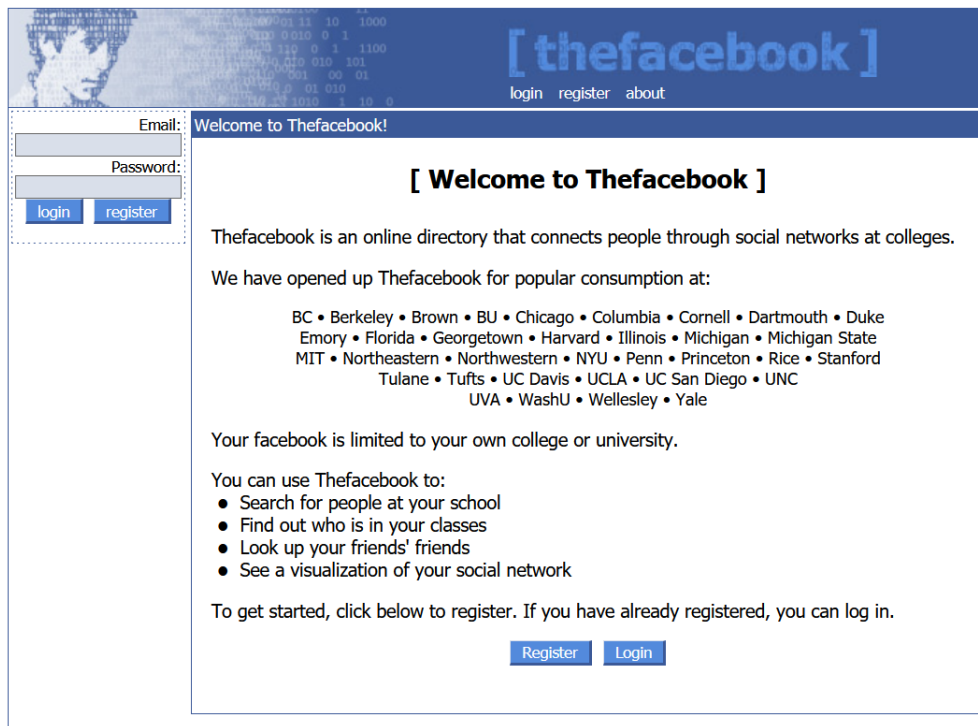 [ thefacebook ]
login register about
Email:
Password:
login register
Welcome to Thefacebook!
[ Welcome to Thefacebook ]
Thefacebook is an online directory that connects people through social networks at colleges.
We have opened up Thefacebook for popular consumption at:
BC • Berkeley • Brown • BU • Chicago • Columbia • Cornell • Dartmouth • Duke
Emory • Florida • Georgetown • Harvard • Illinois • Michigan • Michigan State
MIT • Northeastern • Northwestern • NYU • Penn • Princeton • Rice • Stanford
Tulane • Tufts • UC Davis • UCLA • UC San Diego • UNC
UVA • WashU • Wellesley • Yale
Your facebook is limited to your own college or university.
You can use Thefacebook to:
• Search for people at your school
• Find out who is in your classes
• Look up your friends' friends
• See a visualization of your social network
To get started, click below to register. If you have already registered, you can log in.
Register Login